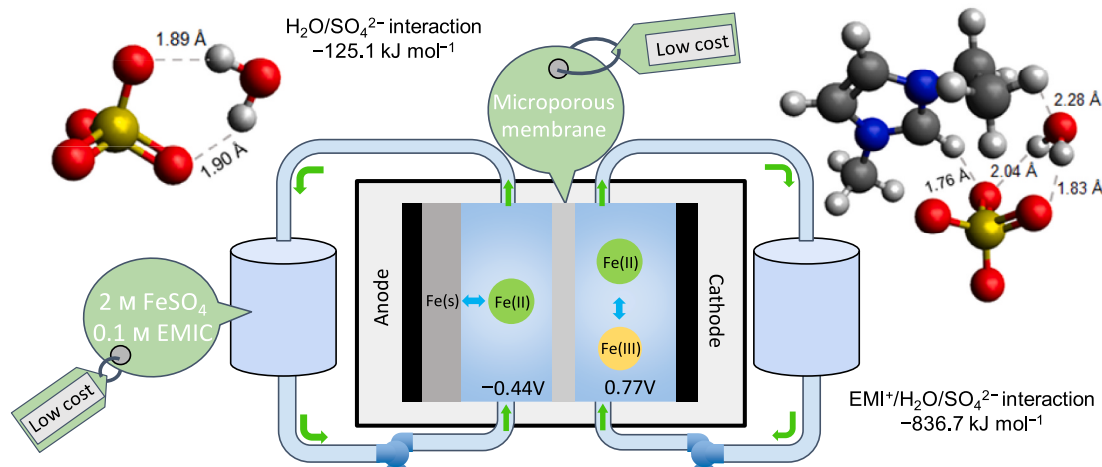 1.89 Å
1.90 Å
H₂O/SO₄²⁻ interaction
−125.1 kJ mol⁻¹
Low cost
Microporous
membrane
2.28 Å
1.76 Å
2.04 Å
1.83 Å
2 M FeSO₄
0.1 M EMIC
Low cost
Anode
Fe(s)
Fe(II)
−0.44V
Fe(II)
Fe(III)
0.77V
Cathode
EMI⁺/H₂O/SO₄²⁻ interaction
−836.7 kJ mol⁻¹